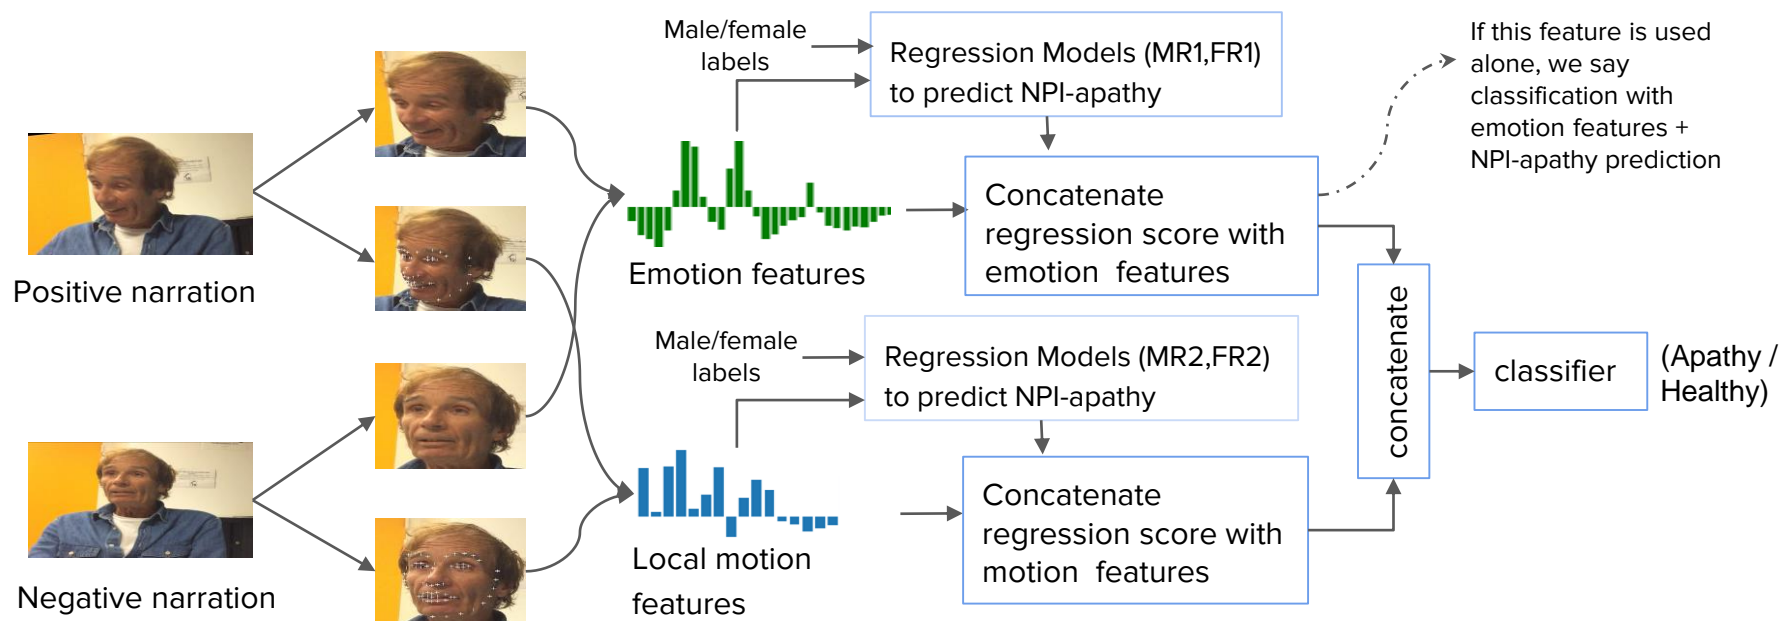 Positive narration
Negative narration
Male/female
labels
Regression Models (MR1,FR1)
to predict NPI-apathy
Emotion features
Concatenate
regression score with
emotion features
If this feature is used
alone, we say
classification with
emotion features +
NPI-apathy prediction
Male/female
labels
Regression Models (MR2,FR2)
to predict NPI-apathy
Local motion
features
Concatenate
regression score with
motion features
concatenate
classifier
(Apathy /
Healthy)